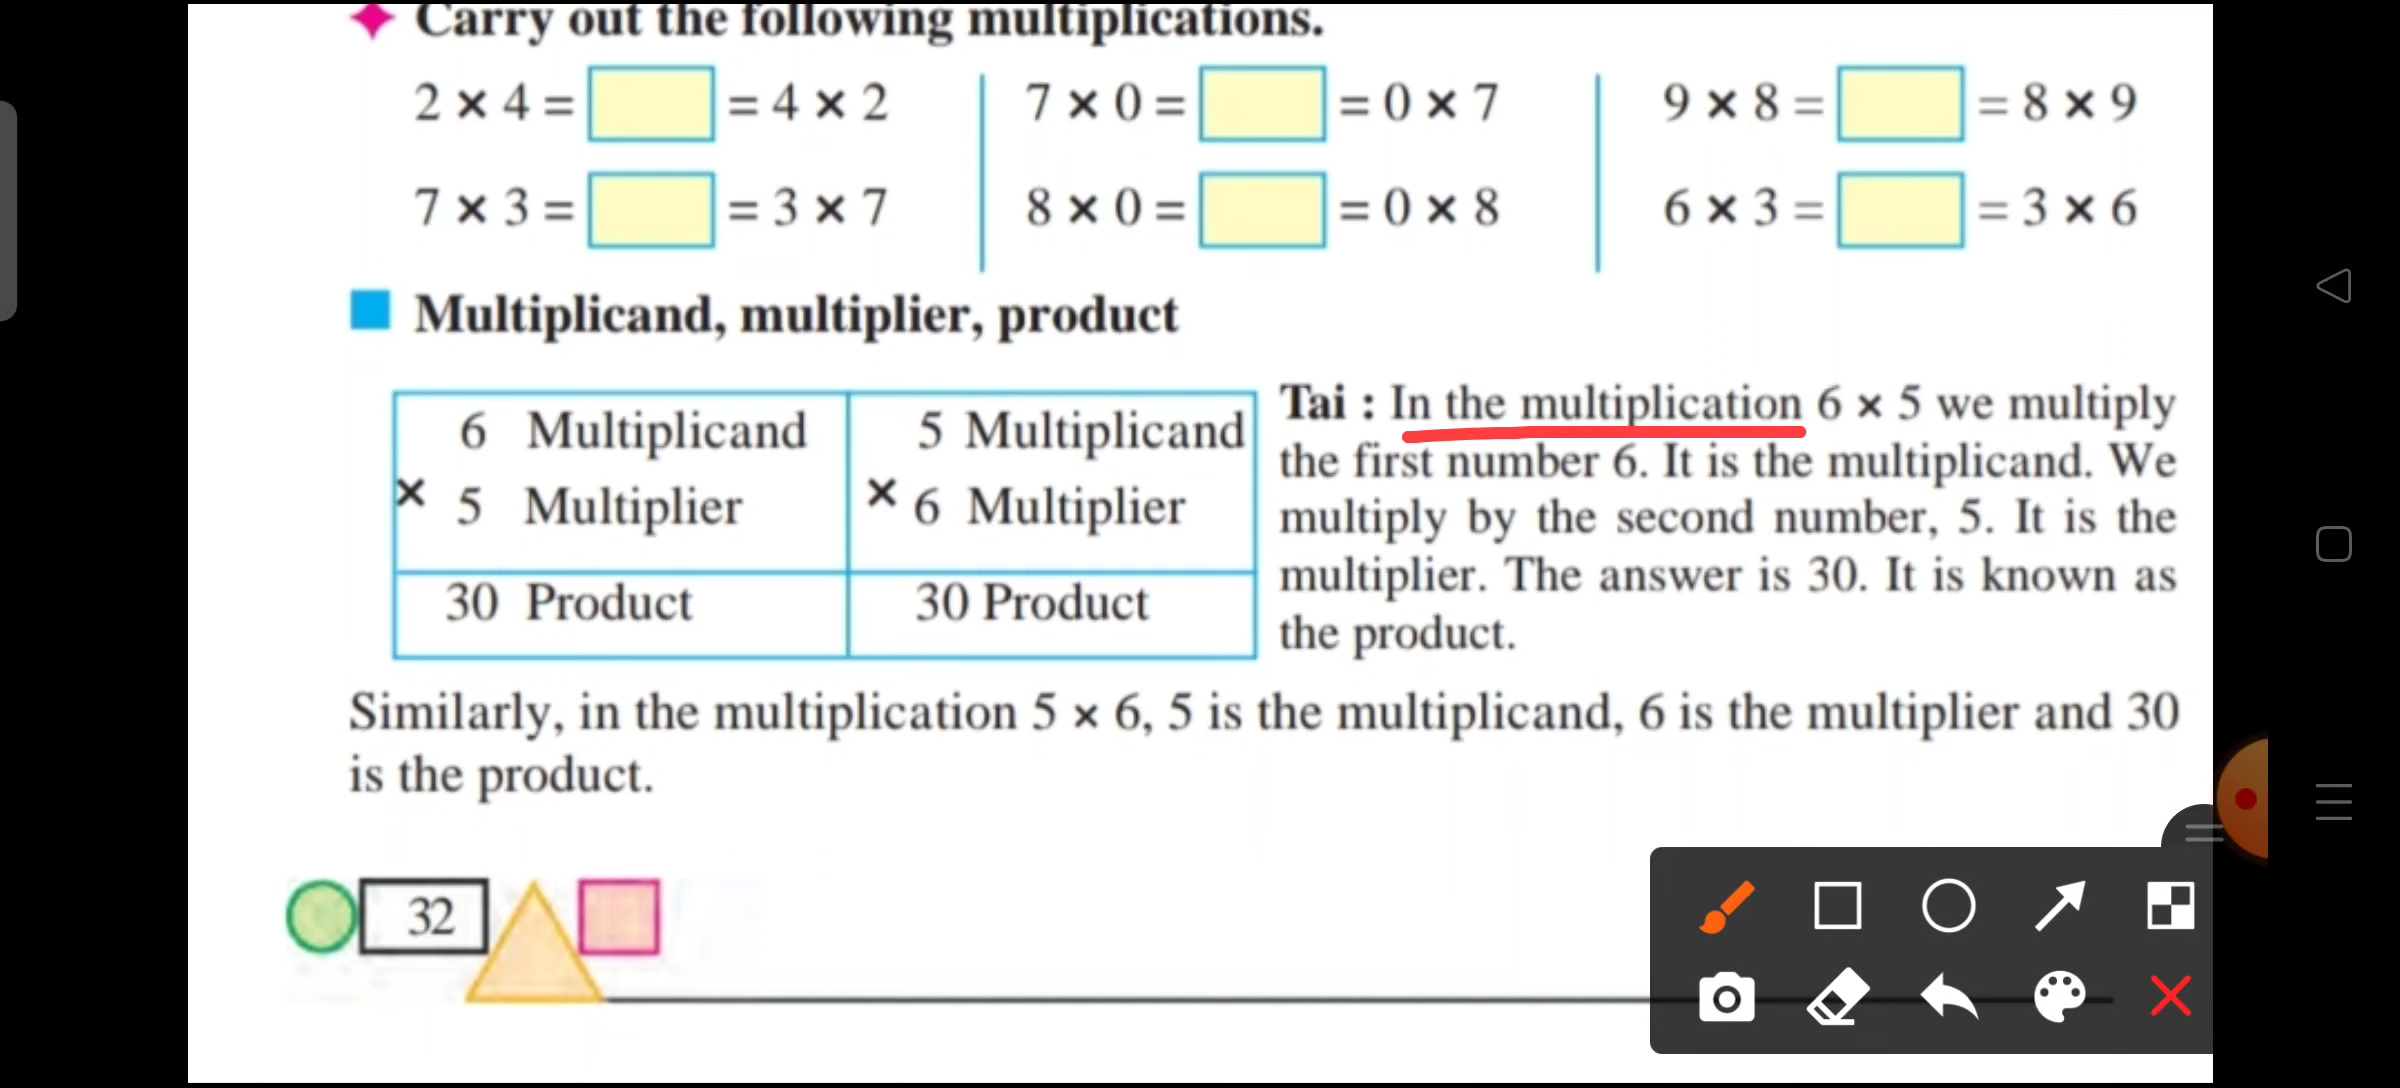 Carry out the following multiplications.
2 × 4 = = 4 × 2 7 × 0 = = 0 × 7 9 × 8 = = 8 × 9
7 × 3 = = 3 × 7 8 × 0 = = 0 × 8 6 × 3 = = 3 × 6
Multiplicand, multiplier, product
6 Multiplicand 5 Multiplicand
× 5 Multiplier × 6 Multiplier
30 Product 30 Product
Tai : In the multiplication 6 × 5 we multiply
the first number 6. It is the multiplicand. We
multiply by the second number, 5. It is the
multiplier. The answer is 30. It is known as
the product.
Similarly, in the multiplication 5 × 6, 5 is the multiplicand, 6 is the multiplier and 30
is the product.
32